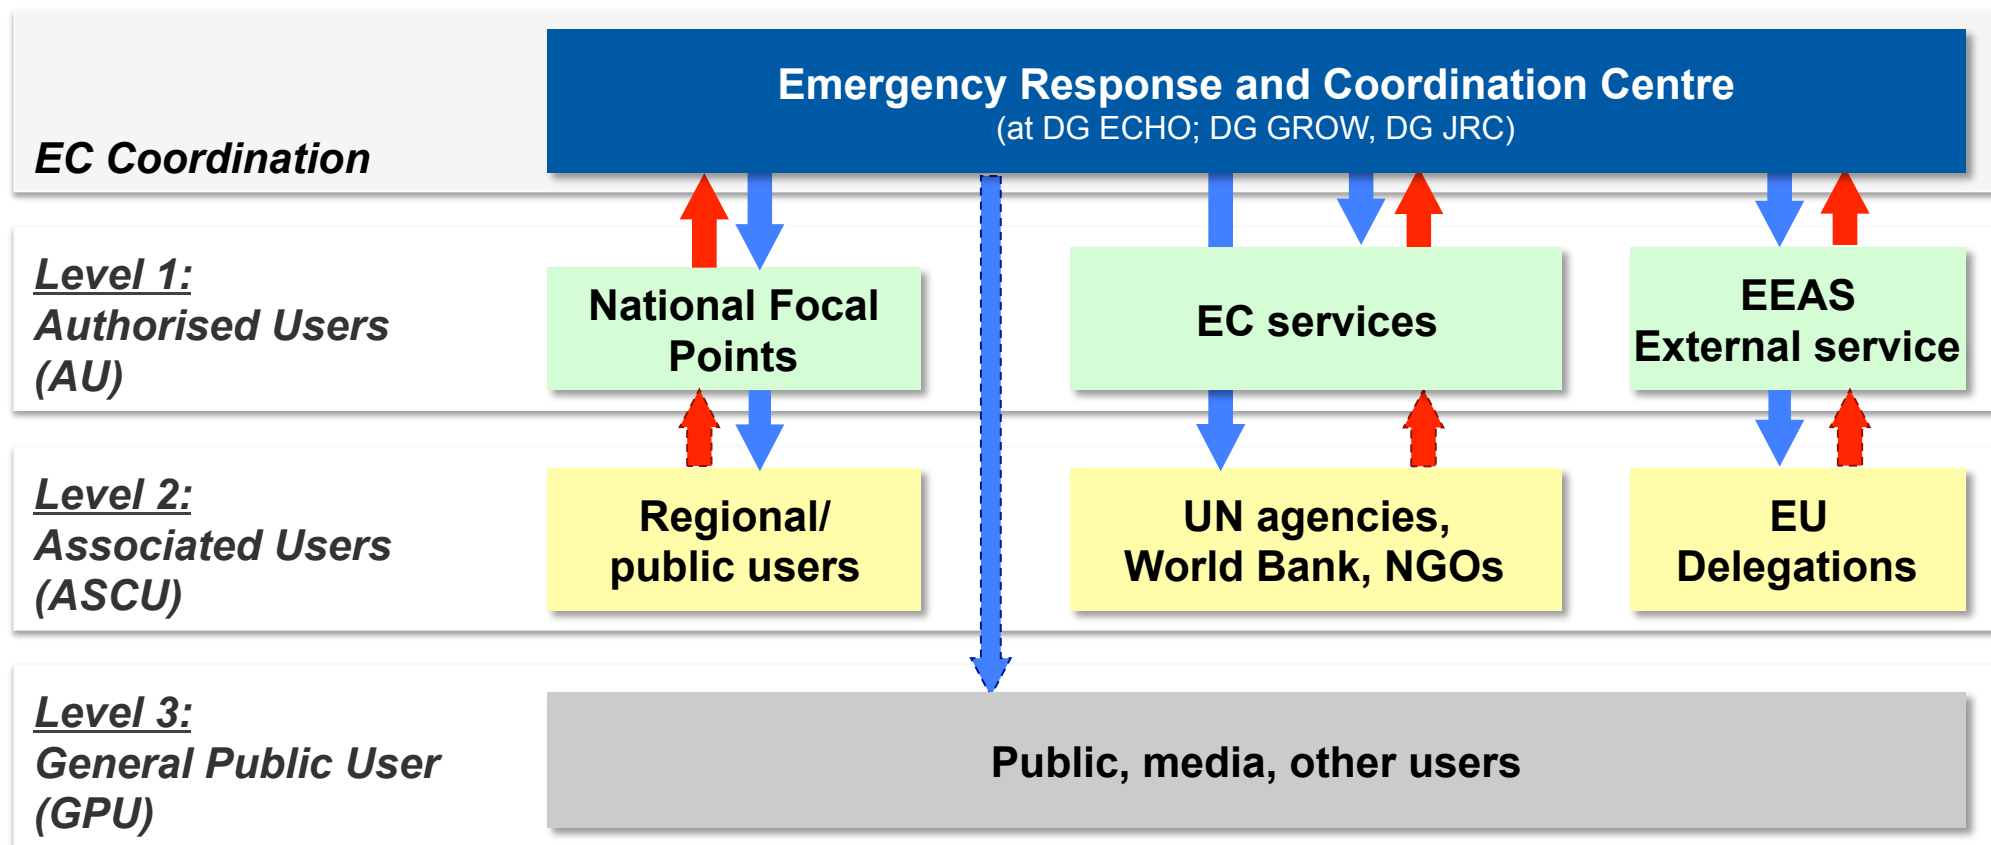 Emergency Response and Coordination Centre
(at DG ECHO; DG GROW, DG JRC)
EC Coordination
Level 1:
Authorised Users
(AU)
National Focal
Points
EC services
EEAS
External service
Level 2:
Associated Users
(ASCU)
Regional/
public users
UN agencies,
World Bank, NGOs
EU
Delegations
Level 3:
General Public User
(GPU)
Public, media, other users